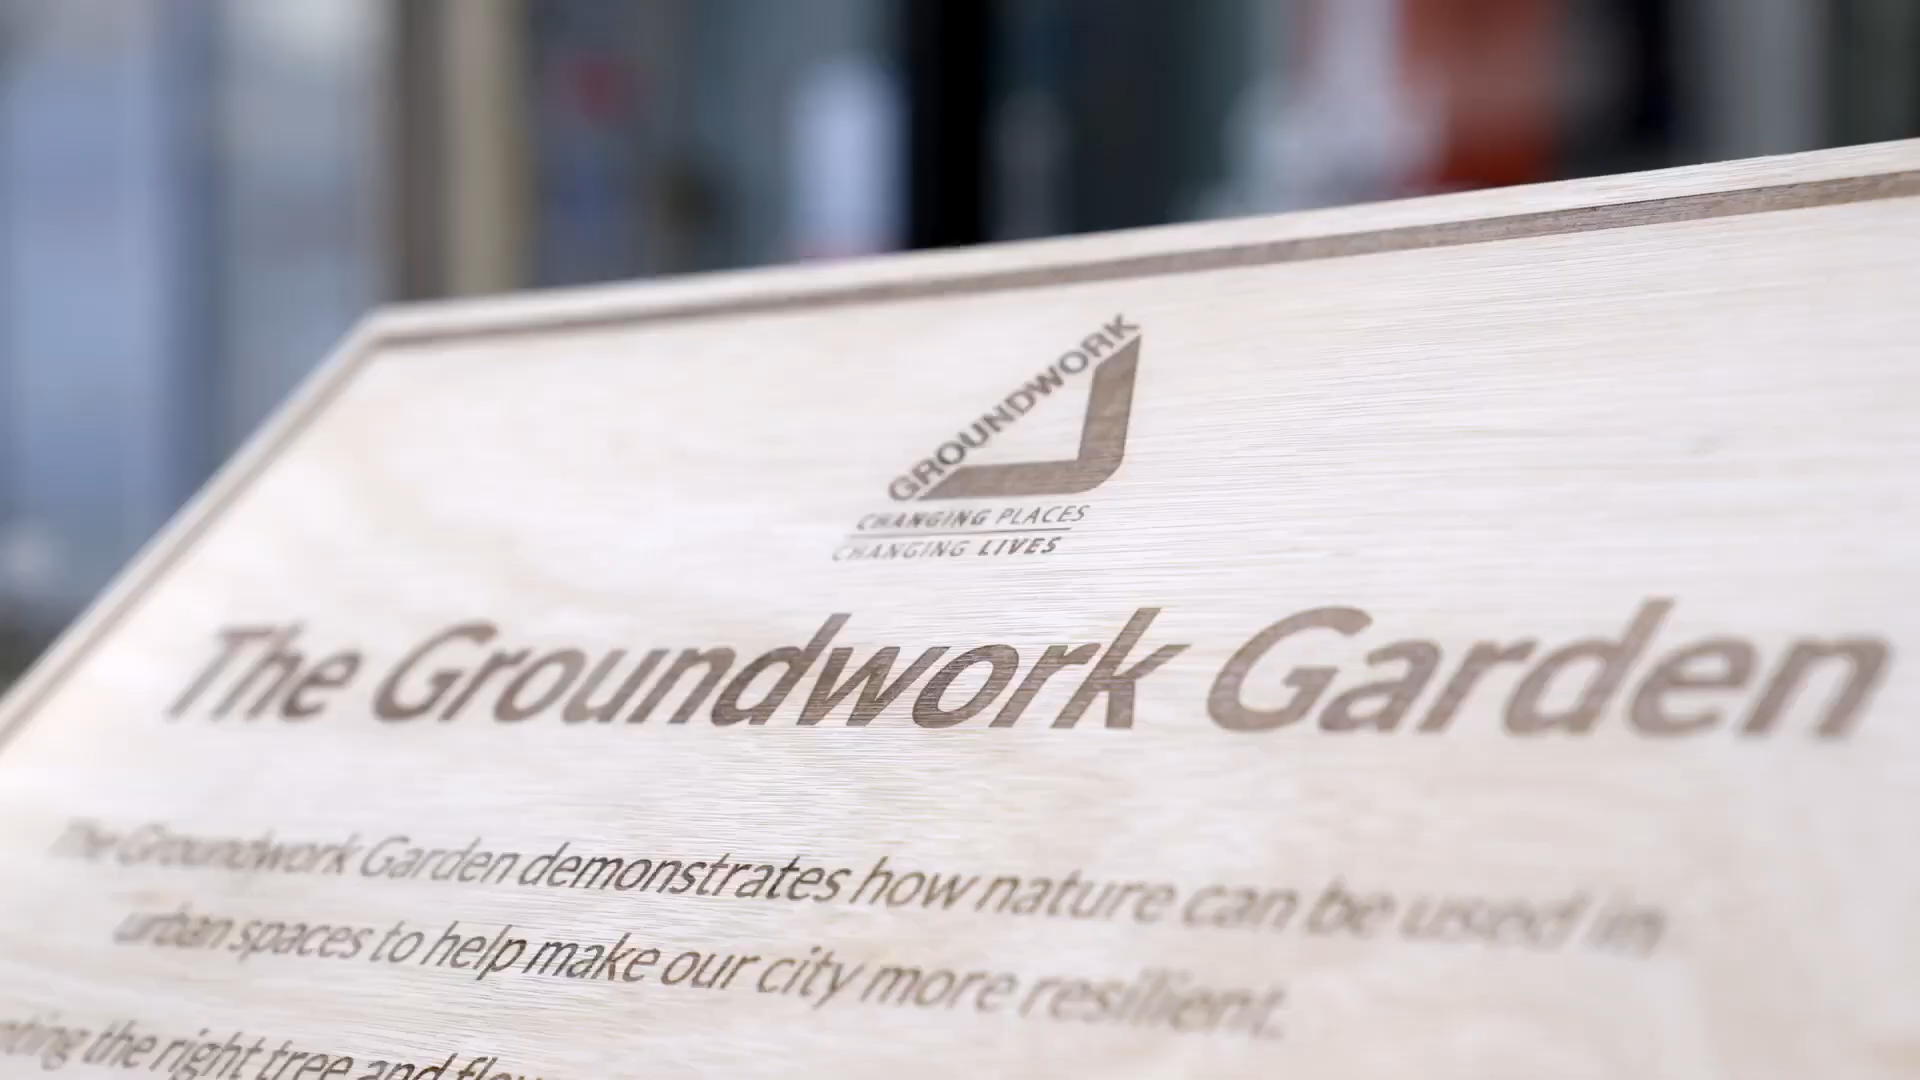 GROUNDWORK
CHANGING PLACES
CHANGING LIVES
The Groundwork Garden
The Groundwork Garden demonstrates how nature can be used in
urban spaces to help make our city more resilient.
the right tree and